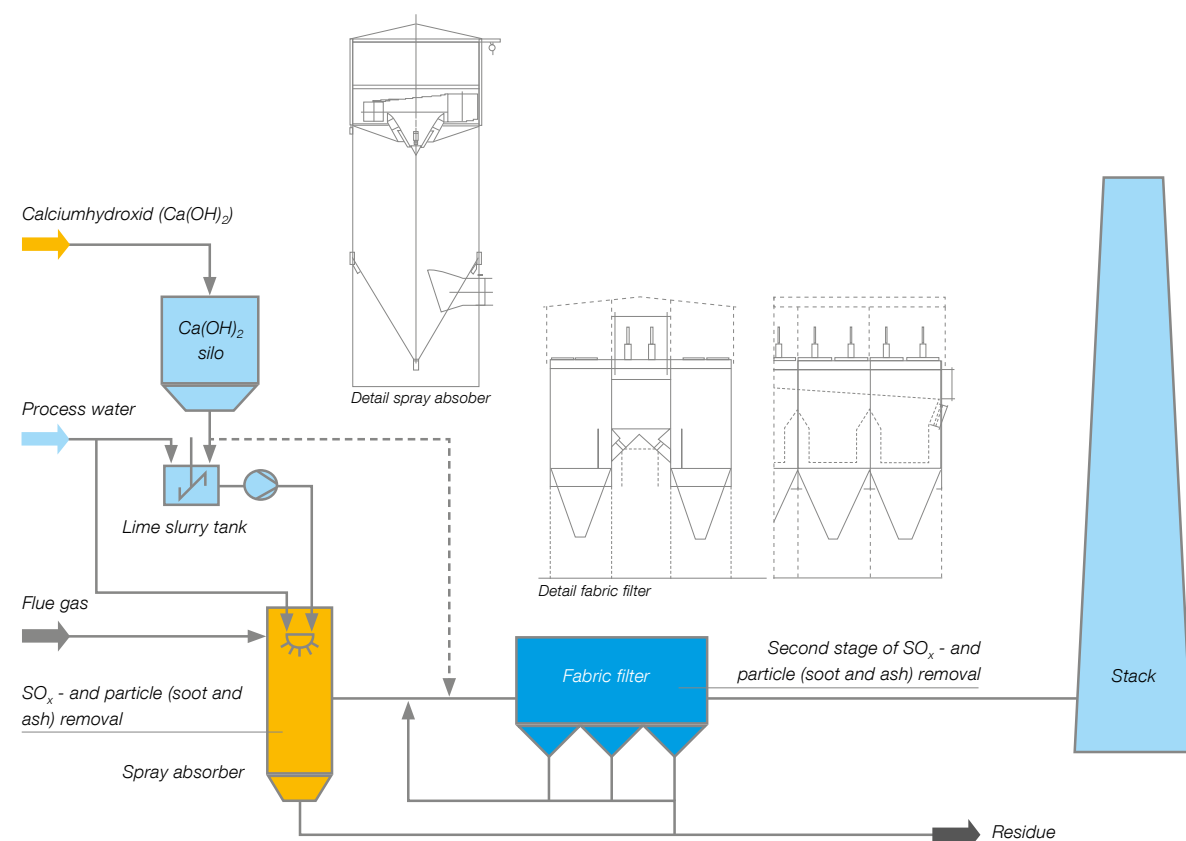 Calciumhydroxid (Ca(OH)₂)
Ca(OH)₂
silo
Detail spray absober
Process water
Lime slurry tank
Detail fabric filter
Flue gas
SOₓ - and particle (soot and
ash) removal
Spray absorber
Fabric filter
Second stage of SOₓ - and
particle (soot and ash) removal
Stack
Residue